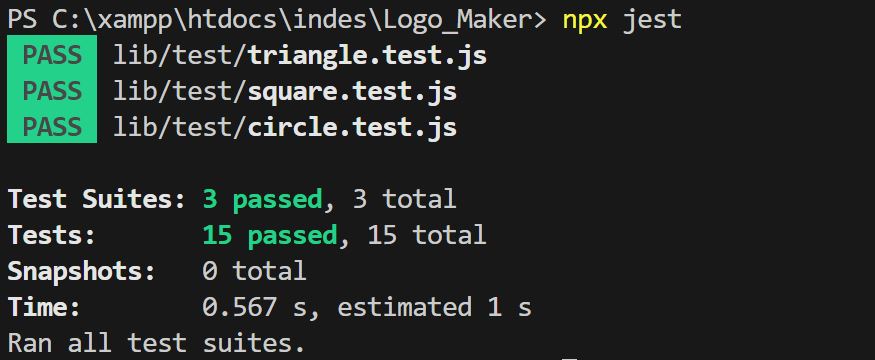 PS C:\xampp\htdocs\indes\Logo_Maker> npx jest
PASS lib/test/triangle.test.js
PASS lib/test/square.test.js
PASS lib/test/circle.test.js
Test Suites: 3 passed, 3 total
Tests: 15 passed, 15 total
Snapshots: 0 total
Time: 0.567 s, estimated 1 s
Ran all test suites.